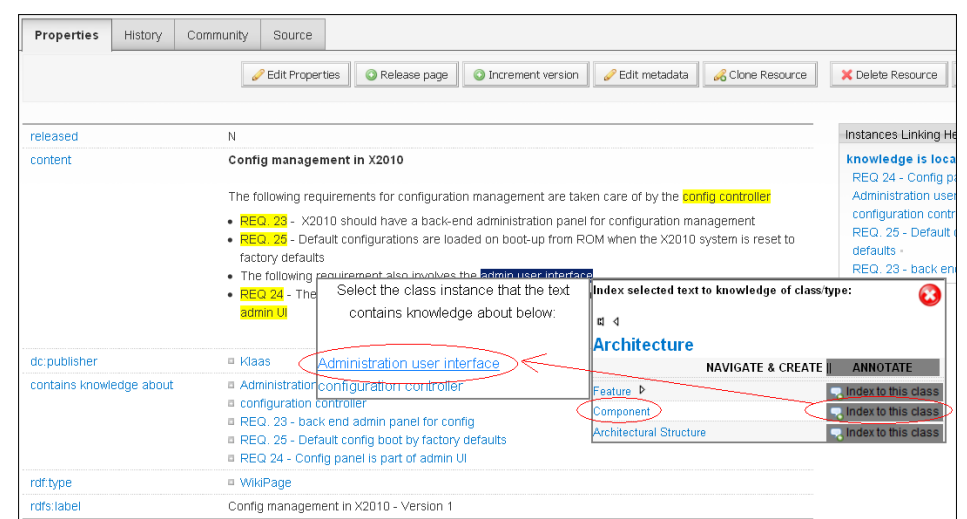 Properties History Community Source
Edit Properties Release page Increment version Edit metadata Clone Resource Delete Resource
released N
content Config management in X2010
The following requirements for configuration management are taken care of by the config controller
REQ. 23 - X2010 should have a back-end administration panel for configuration management
REQ. 25 - Default configurations are loaded on boot-up from ROM when the X2010 system is reset to
factory defaults
The following requirement also involves the admin user interface
REQ 24 - The
admin UI
dc:publisher Klaas
contains knowledge about Administration
configuration controller
REQ. 23 - back end admin panel for config
REQ. 25 - Default config boot by factory defaults
REQ 24 - Config panel is part of admin UI
rdf:type WikiPage
rdfs:label Config management in X2010 - Version 1
Select the class instance that the text
contains knowledge about below:
Administration user interface
configuration controller
Index selected text to knowledge of class/type:
Architecture
NAVIGATE & CREATE || ANNOTATE
Feature Index to this class
Component Index to this class
Architectural Structure Index to this class
Instances Linking He
knowledge is loca
REQ 24 - Config pa
Administration user
configuration contr
REQ. 25 - Default
defaults -
REQ. 23 - back en